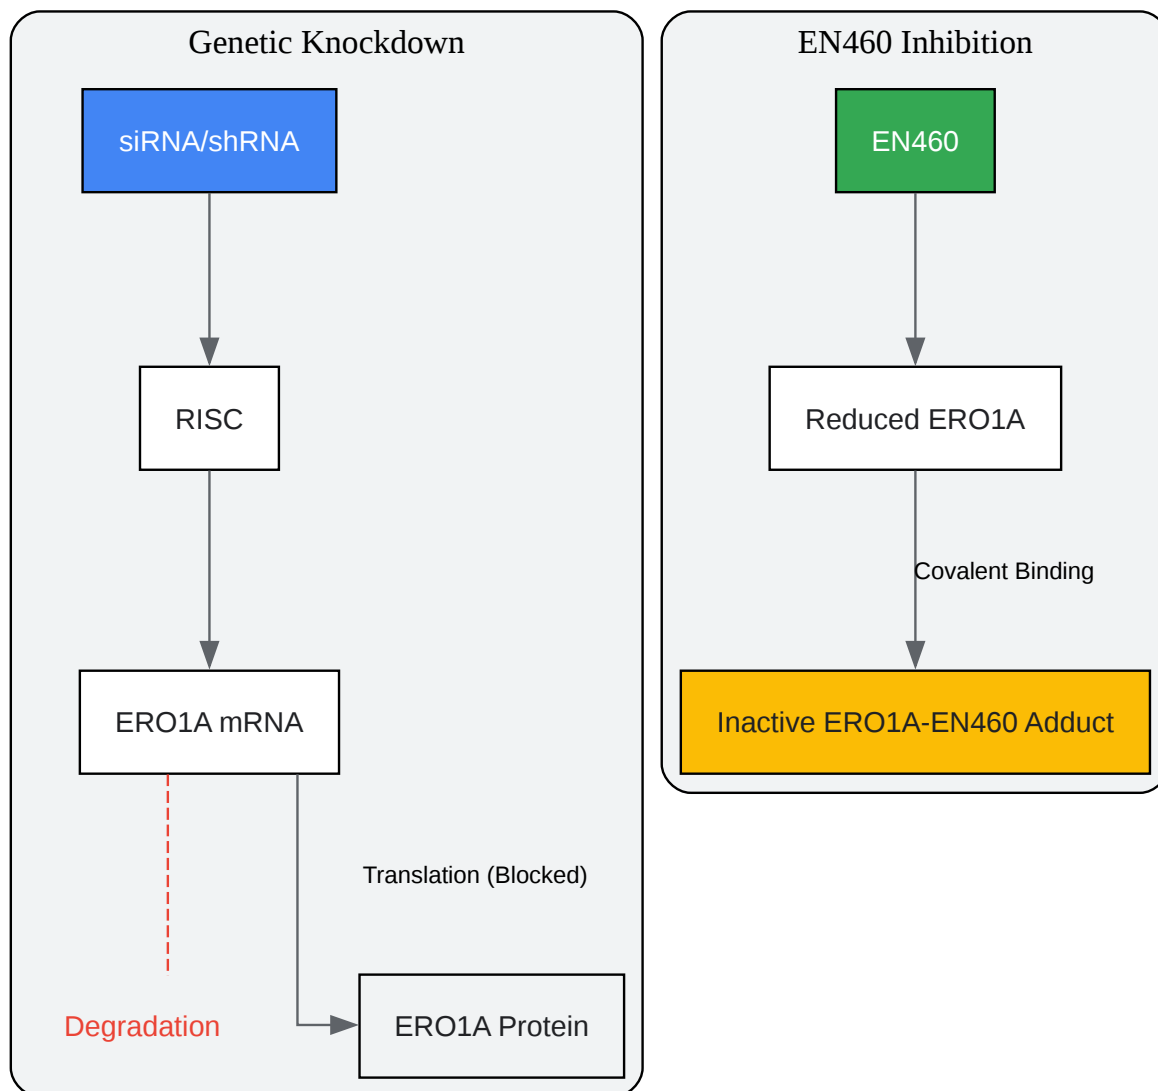 Genetic Knockdown
siRNA/shRNA
RISC
ERO1A mRNA
Translation (Blocked)
Degradation
ERO1A Protein
EN460 Inhibition
EN460
Reduced ERO1A
Covalent Binding
Inactive ERO1A-EN460 Adduct